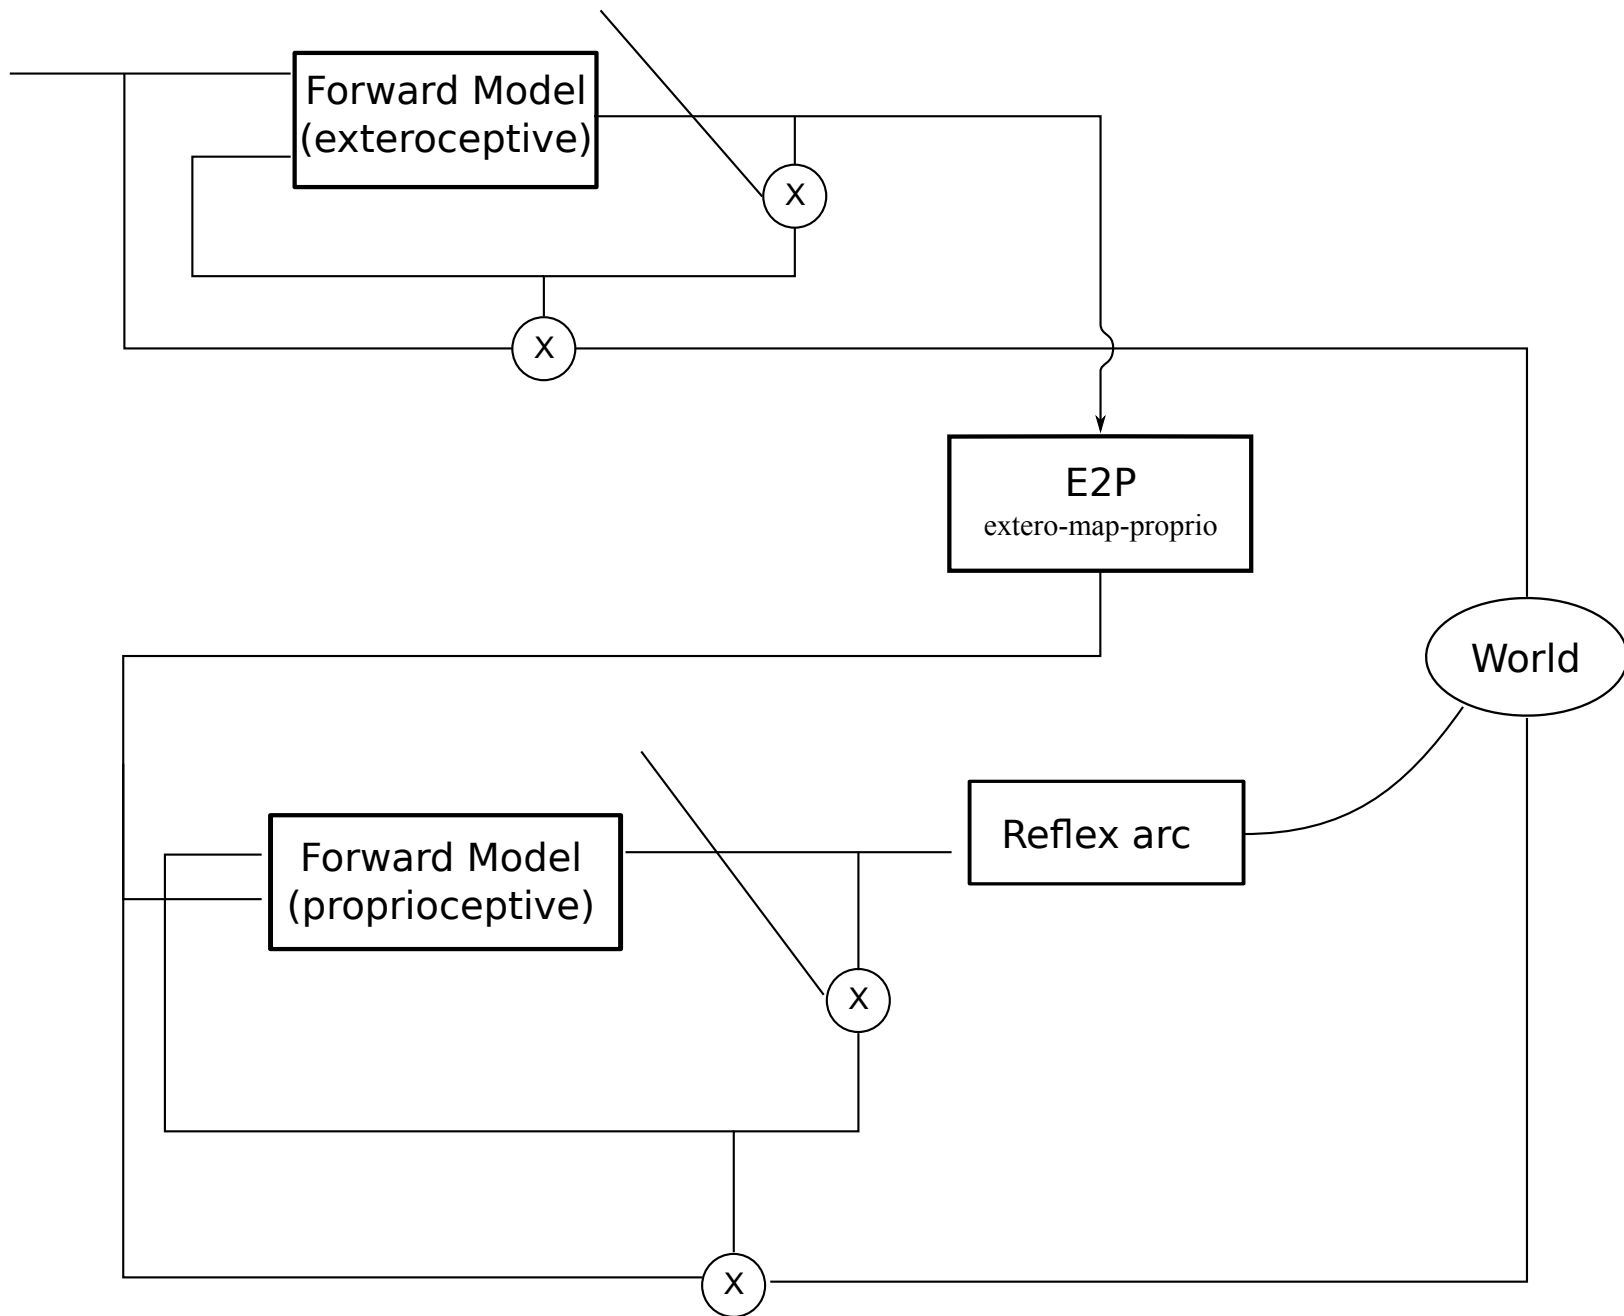 Forward Model
(exteroceptive)
X
X
E2P
extero-map-proprio
World
Forward Model
(proprioceptive)
Reflex arc
X
X